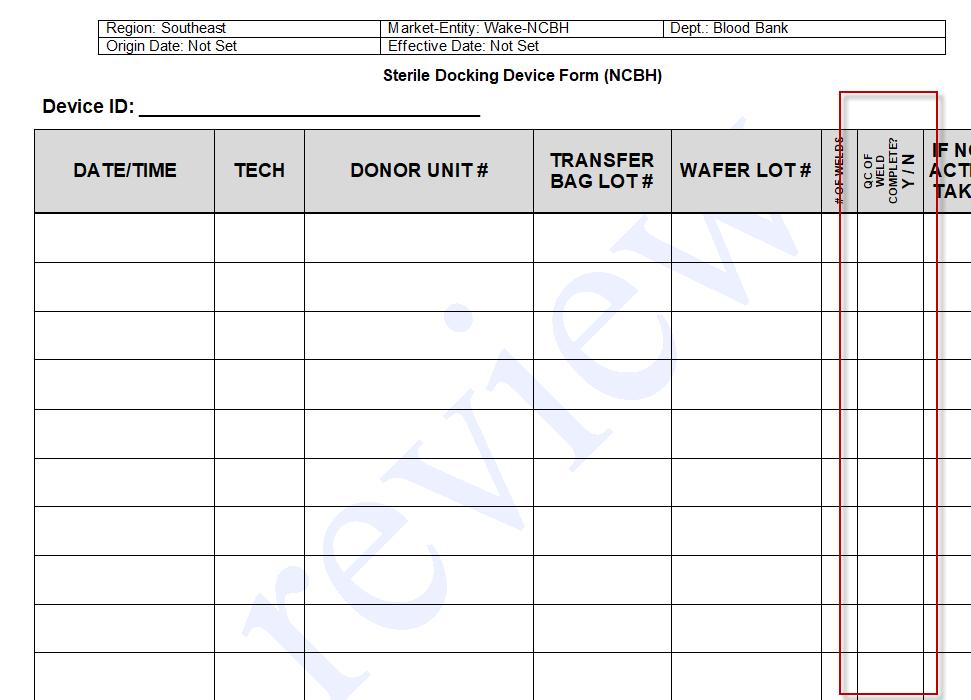 Region: Southeast
Market-Entity: Wake-NCBH
Dept.: Blood Bank
Origin Date: Not Set
Effective Date: Not Set
Sterile Docking Device Form (NCBH)
Device ID:
DATE/TIME
TECH
DONOR UNIT #
TRANSFER
BAG LOT #
WAFER LOT #
# OF WELDS
QC OF
WELD
COMPLETE?
Y / N
IF NO
ACTI
TAK
review